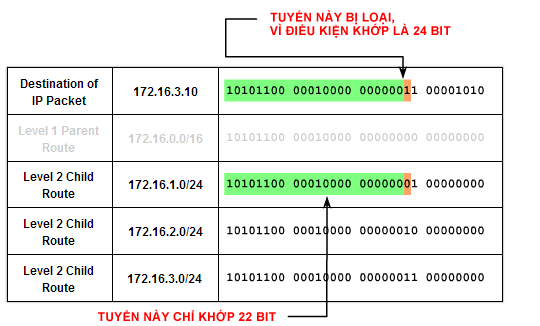 TUYẾN NÀY BỊ LOẠI,
VÌ ĐIỀU KIỆN KHỚP LÀ 24 BIT
Destination of
IP Packet
172.16.3.10
10101100 00010000 00000011 00001010
Level 1 Parent
Route
172.16.0.0/16
10101100 00010000 00000000 00000000
Level 2 Child
Route
172.16.1.0/24
10101100 00010000 00000001 00000000
Level 2 Child
Route
172.16.2.0/24
10101100 00010000 00000010 00000000
Level 2 Child
Route
172.16.3.0/24
10101100 00010000 00000011 00000000
TUYẾN NÀY CHỈ KHỚP 22 BIT